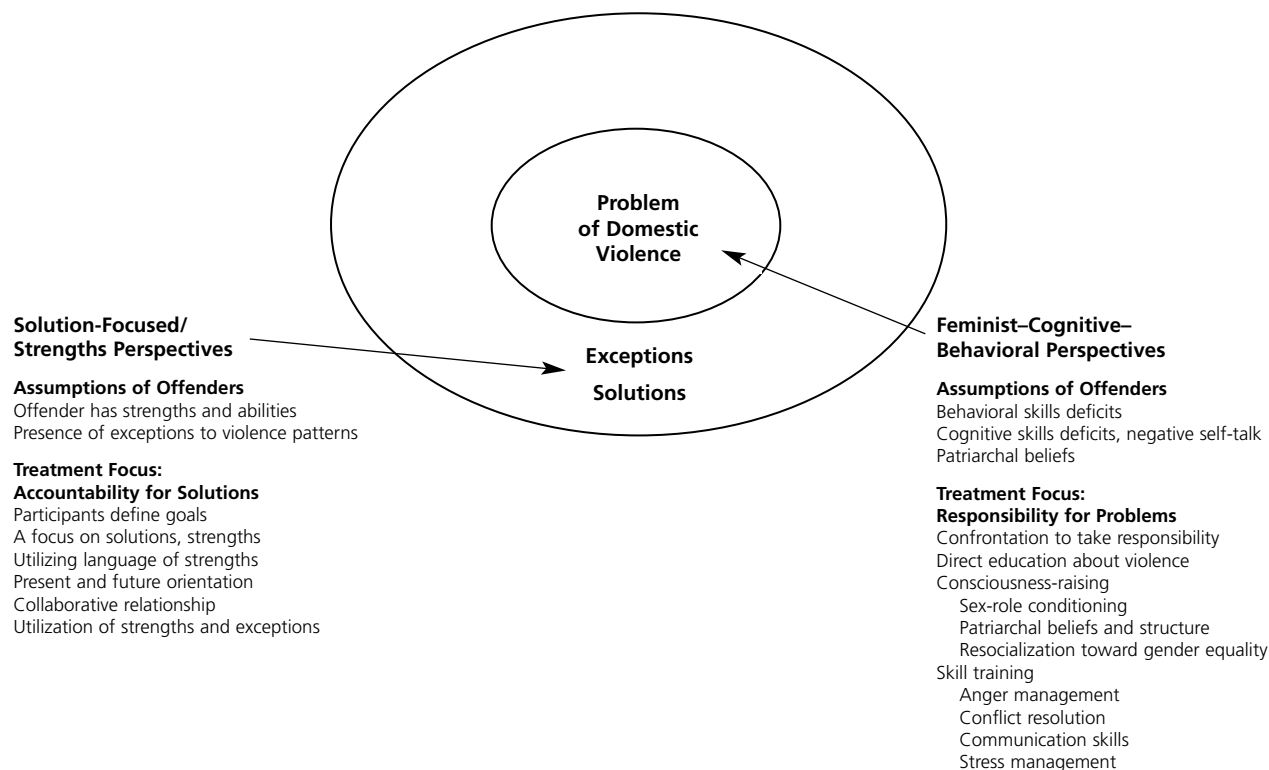 Problem
of Domestic
Violence
Exceptions
Solutions
Solution-Focused/
Strengths Perspectives
Assumptions of Offenders
Offender has strengths and abilities
Presence of exceptions to violence patterns
Treatment Focus:
Accountability for Solutions
Participants define goals
A focus on solutions, strengths
Utilizing language of strengths
Present and future orientation
Collaborative relationship
Utilization of strengths and exceptions
Feminist–Cognitive–
Behavioral Perspectives
Assumptions of Offenders
Behavioral skills deficits
Cognitive skills deficits, negative self-talk
Patriarchal beliefs
Treatment Focus:
Responsibility for Problems
Confrontation to take responsibility
Direct education about violence
Consciousness-raising
Sex-role conditioning
Patriarchal beliefs and structure
Resocialization toward gender equality
Skill training
Anger management
Conflict resolution
Communication skills
Stress management